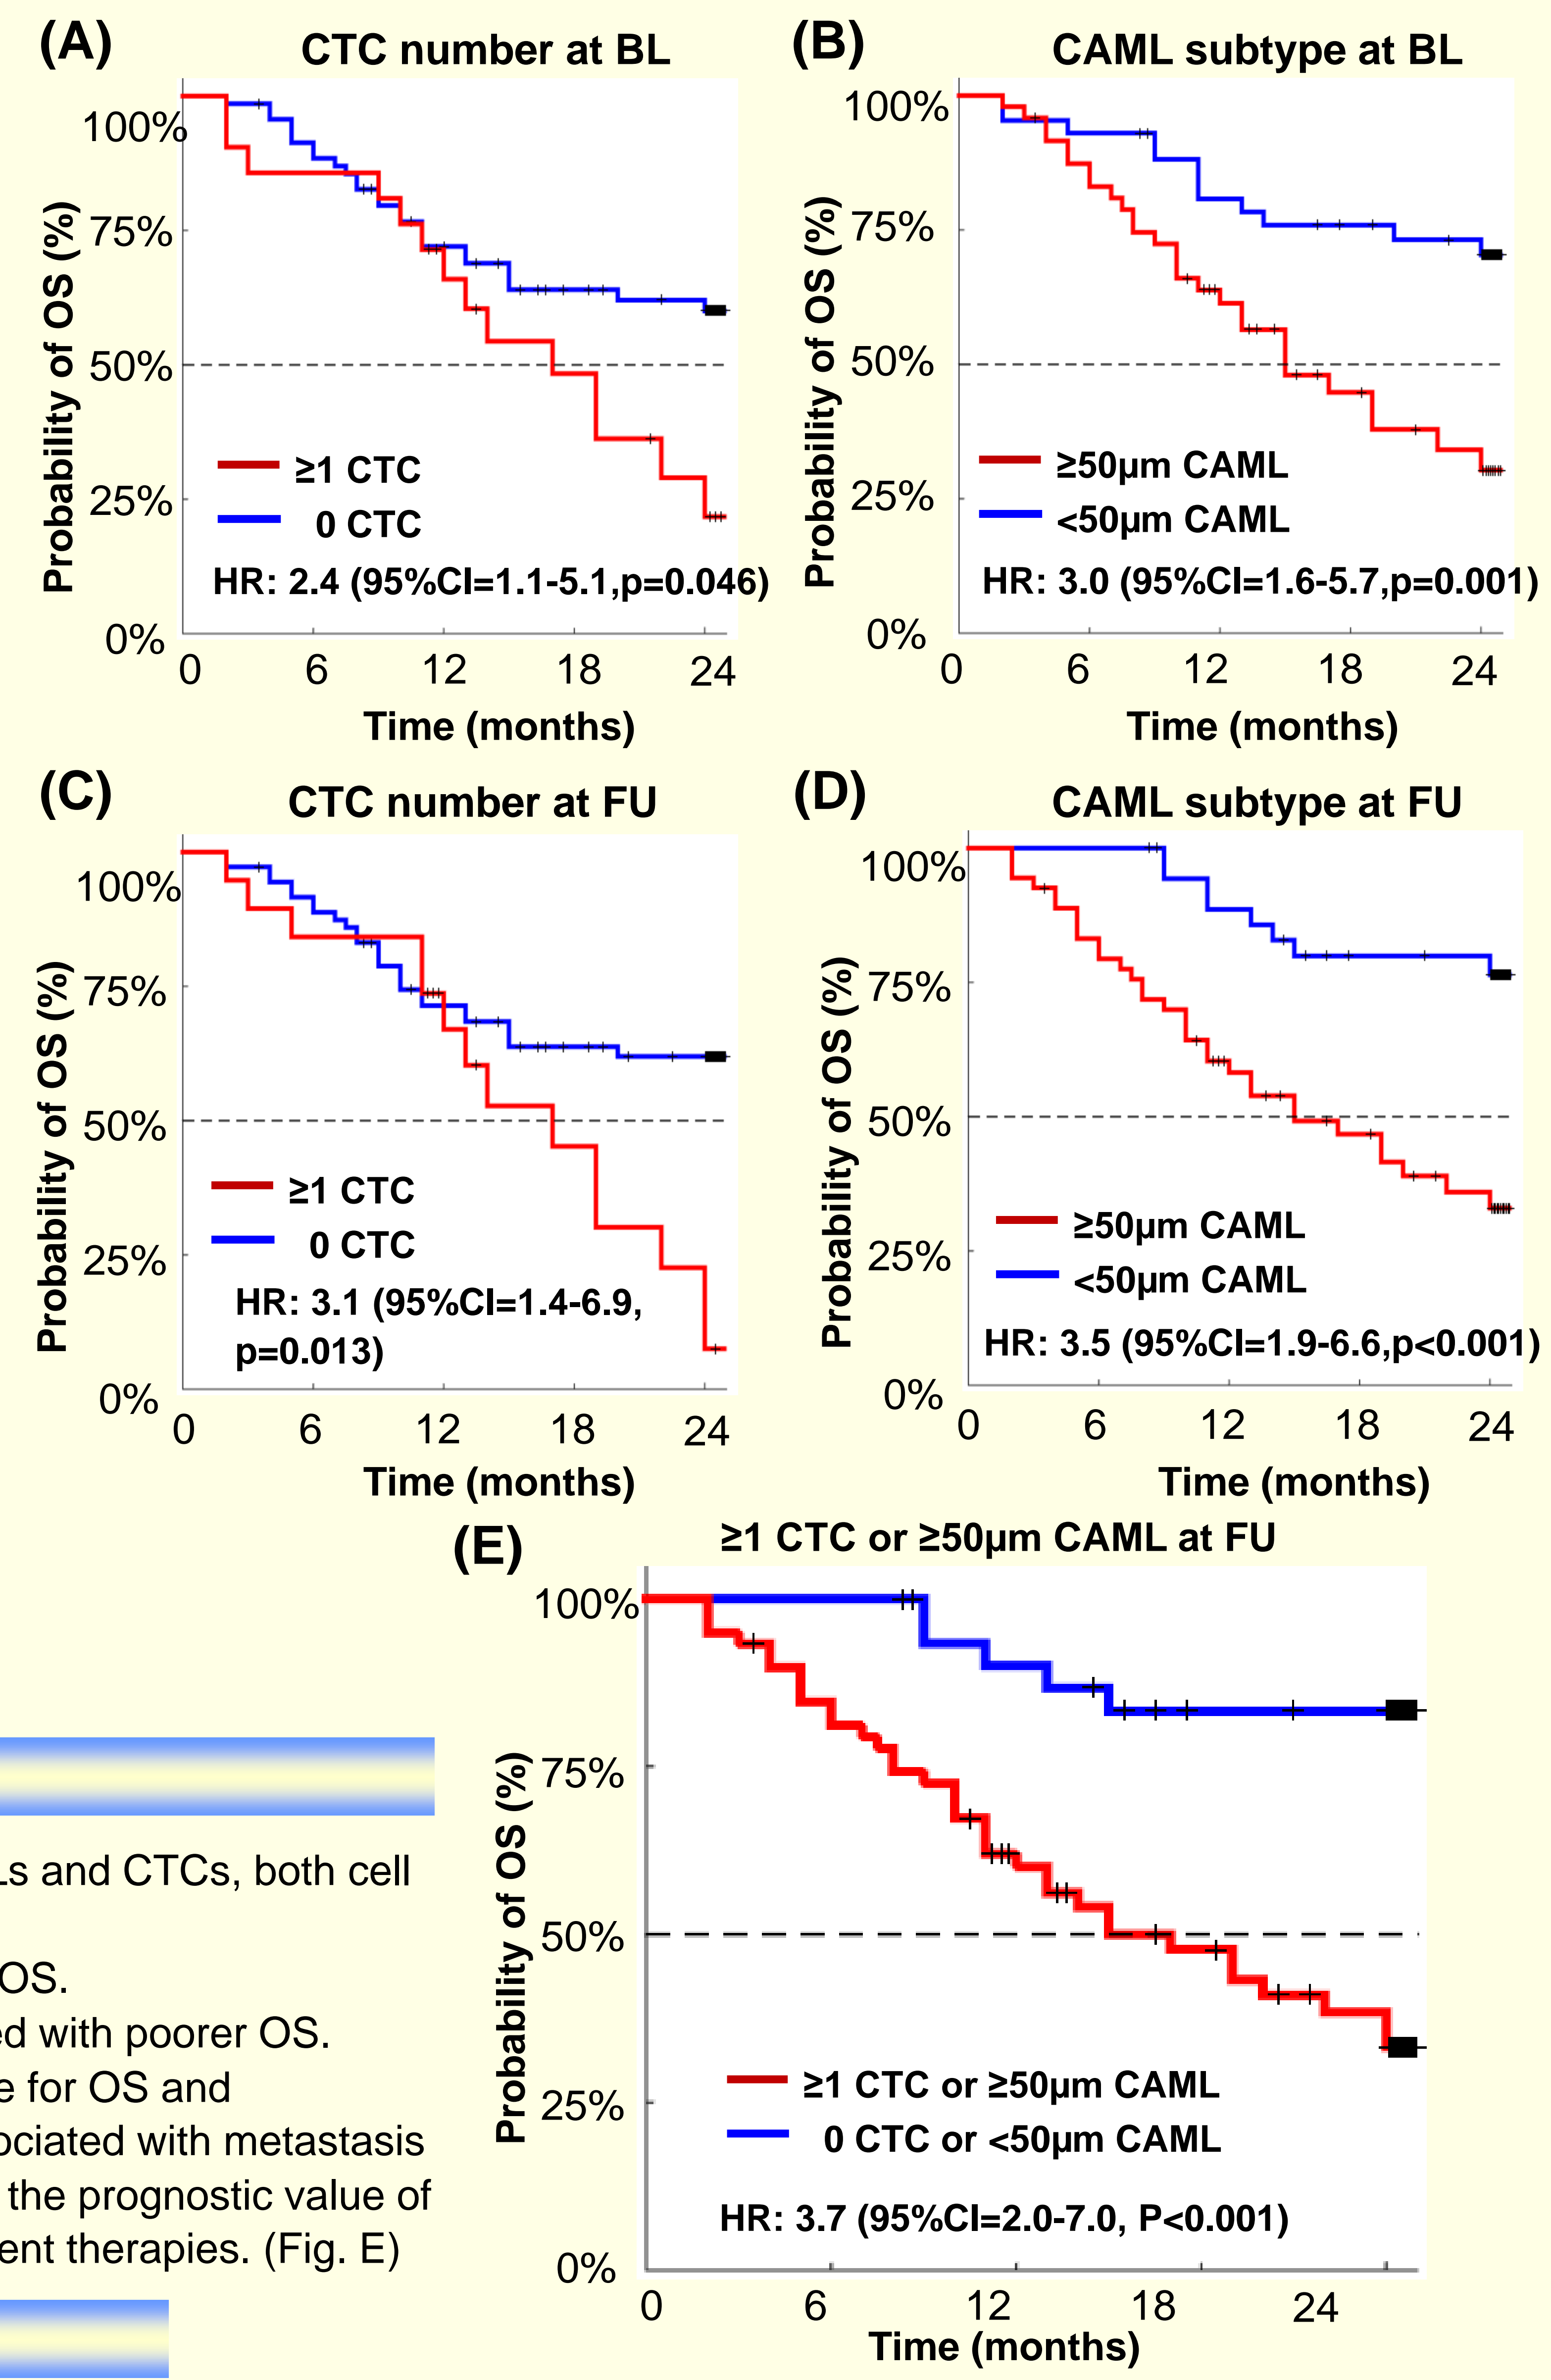 (A) CTC number at BL
100%
75%
50%
25%
0%
Probability of OS (%)
≥1 CTC
0 CTC
HR: 2.4 (95%CI=1.1-5.1,p=0.046)
0 6 12 18 24
Time (months)
(B) CAML subtype at BL
100%
75%
50%
25%
0%
Probability of OS (%)
≥50µm CAML
<50µm CAML
HR: 3.0 (95%CI=1.6-5.7,p=0.001)
0 6 12 18 24
Time (months)
(C) CTC number at FU
100%
75%
50%
25%
0%
Probability of OS (%)
≥1 CTC
0 CTC
HR: 3.1 (95%CI=1.4-6.9,
p=0.013)
0 6 12 18 24
Time (months)
(D) CAML subtype at FU
100%
75%
50%
25%
0%
Probability of OS (%)
≥50µm CAML
<50µm CAML
HR: 3.5 (95%CI=1.9-6.6,p<0.001)
0 6 12 18 24
Time (months)
(E) ≥1 CTC or ≥50µm CAML at FU
100%
75%
50%
25%
0%
Probability of OS (%)
≥1 CTC or ≥50µm CAML
0 CTC or <50µm CAML
HR: 3.7 (95%CI=2.0-7.0, P<0.001)
0 6 12 18 24
Time (months)
and CTCs, both cell
OS.
with poorer OS.
for OS and
with metastasis
the prognostic value of
therapies. (Fig. E)